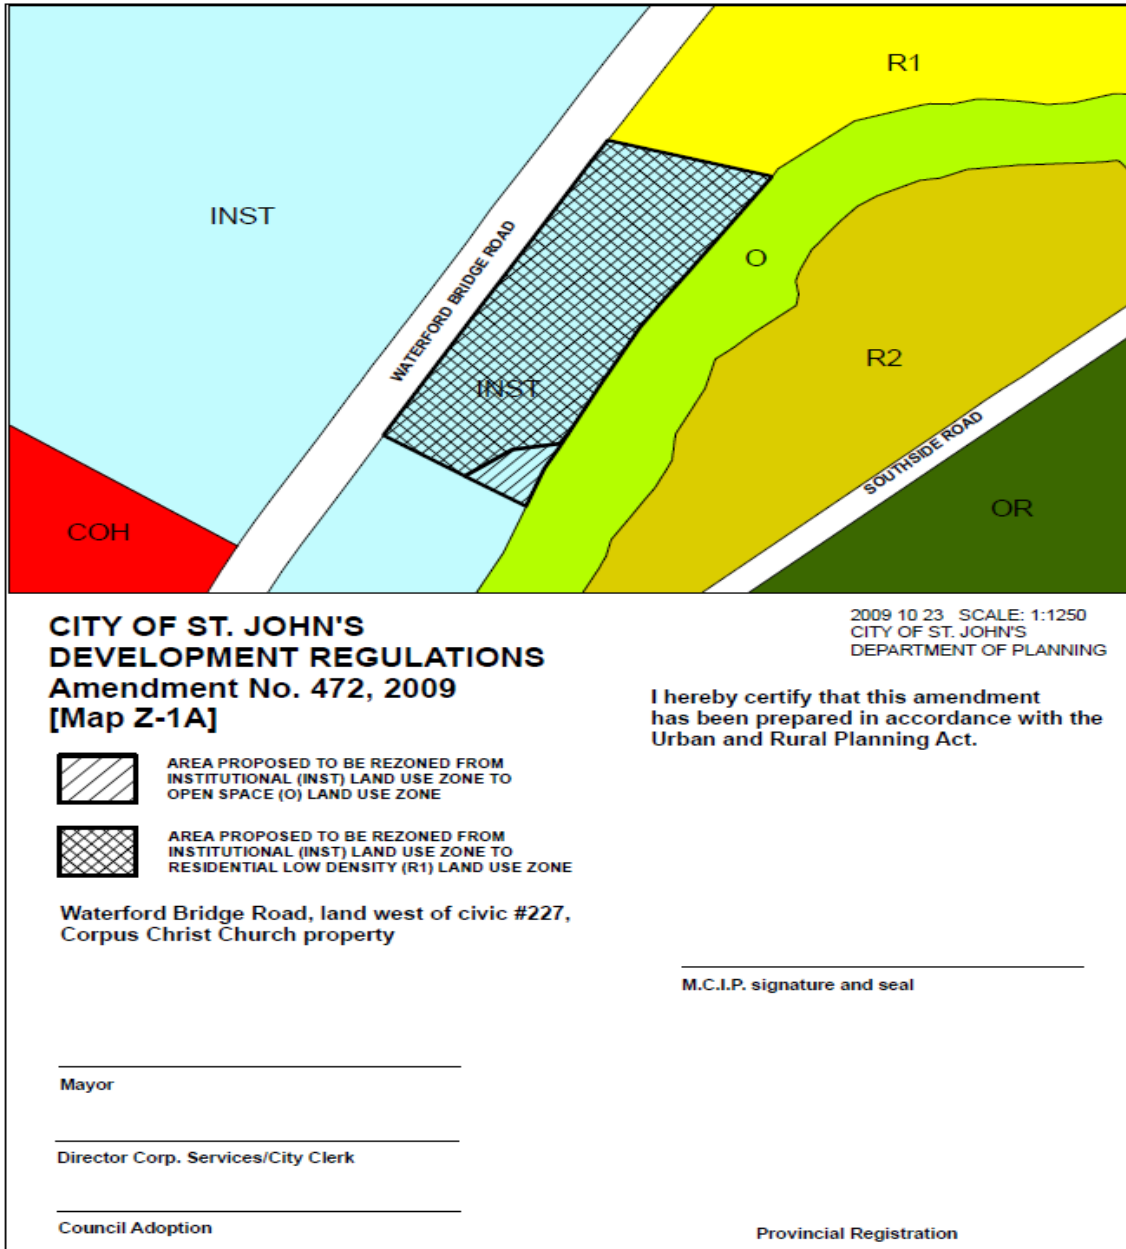 R1
INST
WATERFORD BRIDGE ROAD
O
R2
INST
SOUTHSIDE ROAD
COH
OR
CITY OF ST. JOHN'S
DEVELOPMENT REGULATIONS
Amendment No. 472, 2009
[Map Z-1A]
2009 10 23 SCALE: 1:1250
CITY OF ST. JOHN'S
DEPARTMENT OF PLANNING
I hereby certify that this amendment
has been prepared in accordance with the
Urban and Rural Planning Act.
AREA PROPOSED TO BE REZONED FROM
INSTITUTIONAL (INST) LAND USE ZONE TO
OPEN SPACE (O) LAND USE ZONE
AREA PROPOSED TO BE REZONED FROM
INSTITUTIONAL (INST) LAND USE ZONE TO
RESIDENTIAL LOW DENSITY (R1) LAND USE ZONE
Waterford Bridge Road, land west of civic #227,
Corpus Christ Church property
M.C.I.P. signature and seal
Mayor
Director Corp. Services/City Clerk
Council Adoption
Provincial Registration